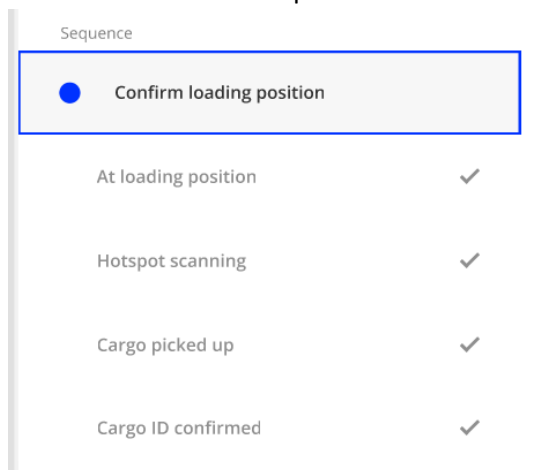 Sequence
Confirm loading position
At loading position
Hotspot scanning
Cargo picked up
Cargo ID confirmed